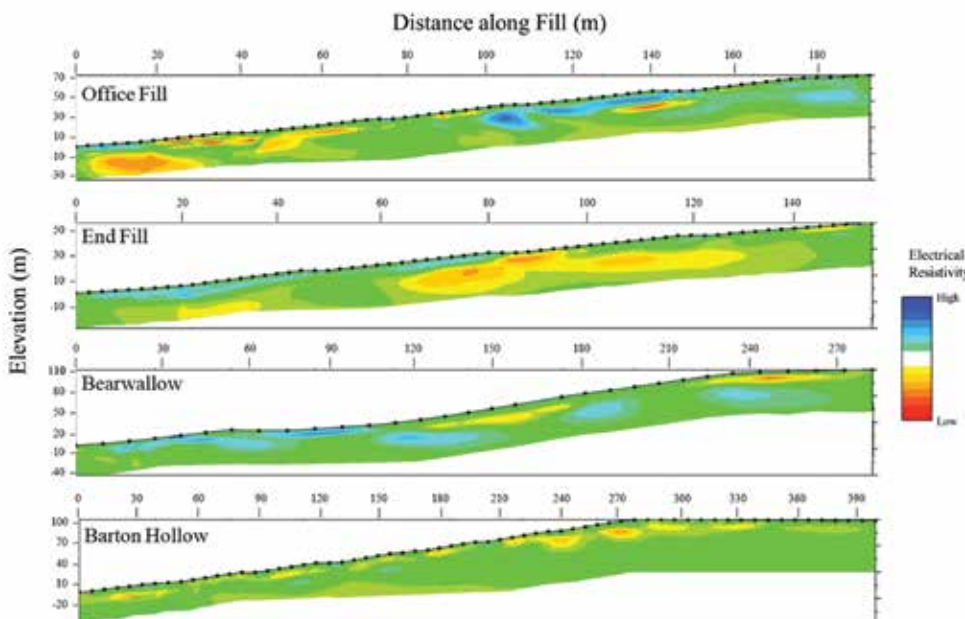 Distance along Fill (m)
0 20 40 60 80 100 120 140 160 180
70
50
30
10
-10
-30
Office Fill
0 20 40 60 80 100 120 140
50
30
10
-10
End Fill
0 30 60 90 120 150 180 210 240 270
110
80
50
20
-10
-40
Bearwallow
0 30 60 90 120 150 180 210 240 270 300 330 360 390
100
70
40
10
-20
Barton Hollow
Elevation (m)
Electrical
Resistivity
High
Low